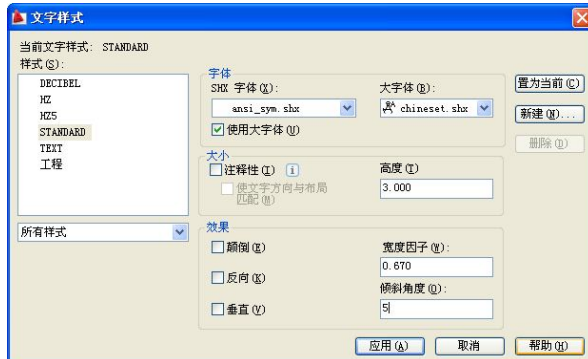 文字样式
当前文字样式: STANDARD
样式(S):
DECIBEL
HZ
HZ5
STANDARD
TEXT
工程
所有样式
字体
SHX 字体(X):
ansi_sym.shx
大字体(B):
chineset.shx
使用大字体(U)
大小
注释性(I)
使文字方向与布局
匹配(M)
高度(T)
3.000
效果
颠倒(E)
反向(K)
垂直(V)
宽度因子(W):
0.670
倾斜角度(O):
5
置为当前(C)
新建(N)...
删除(D)
应用(A)
取消
帮助(H)